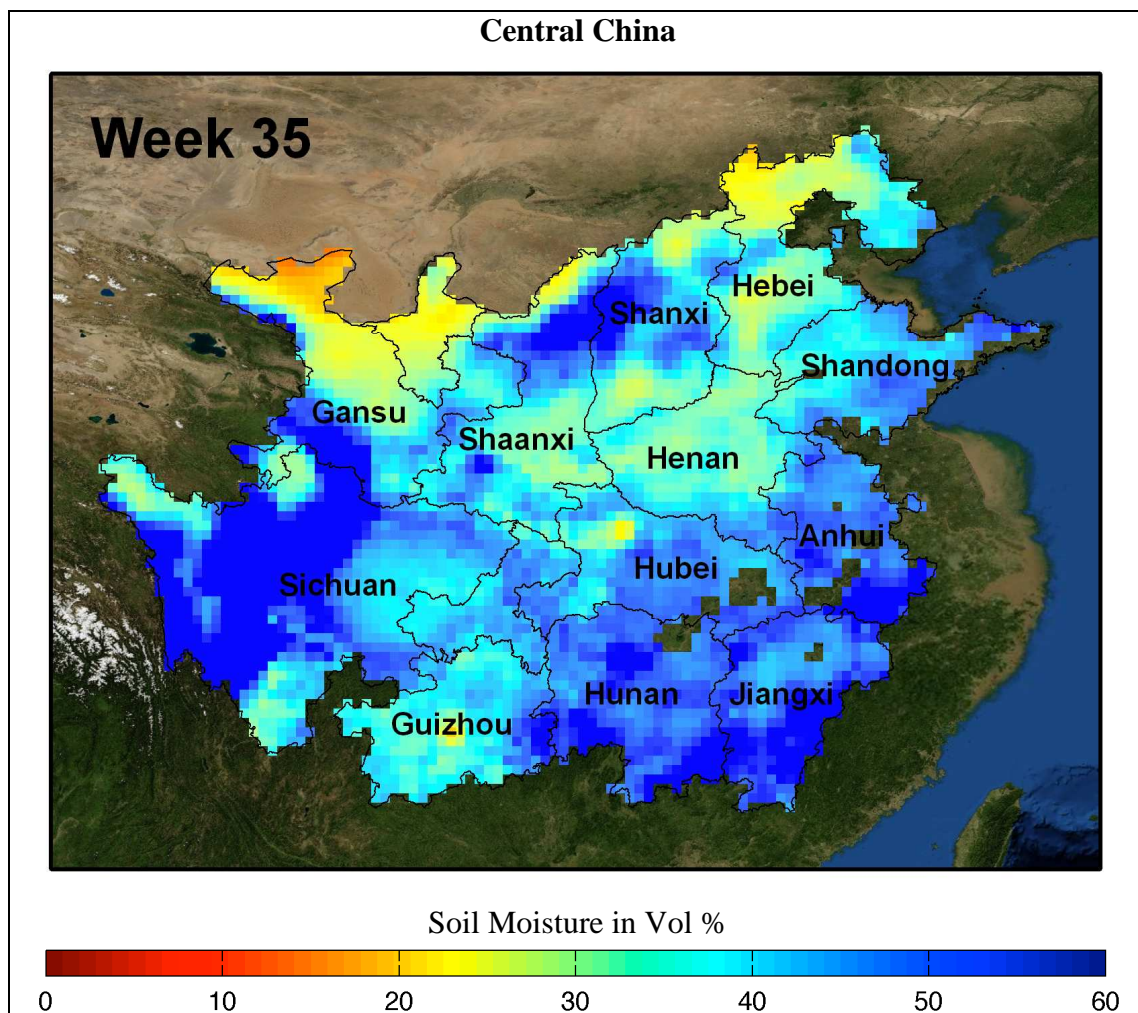 Central China
Week 35
Hebei
Shanxi
Shandong
Gansu
Shaanxi
Henan
Anhui
Hubei
Sichuan
Hunan
Jiangxi
Guizhou
Soil Moisture in Vol %
0 10 20 30 40 50 60